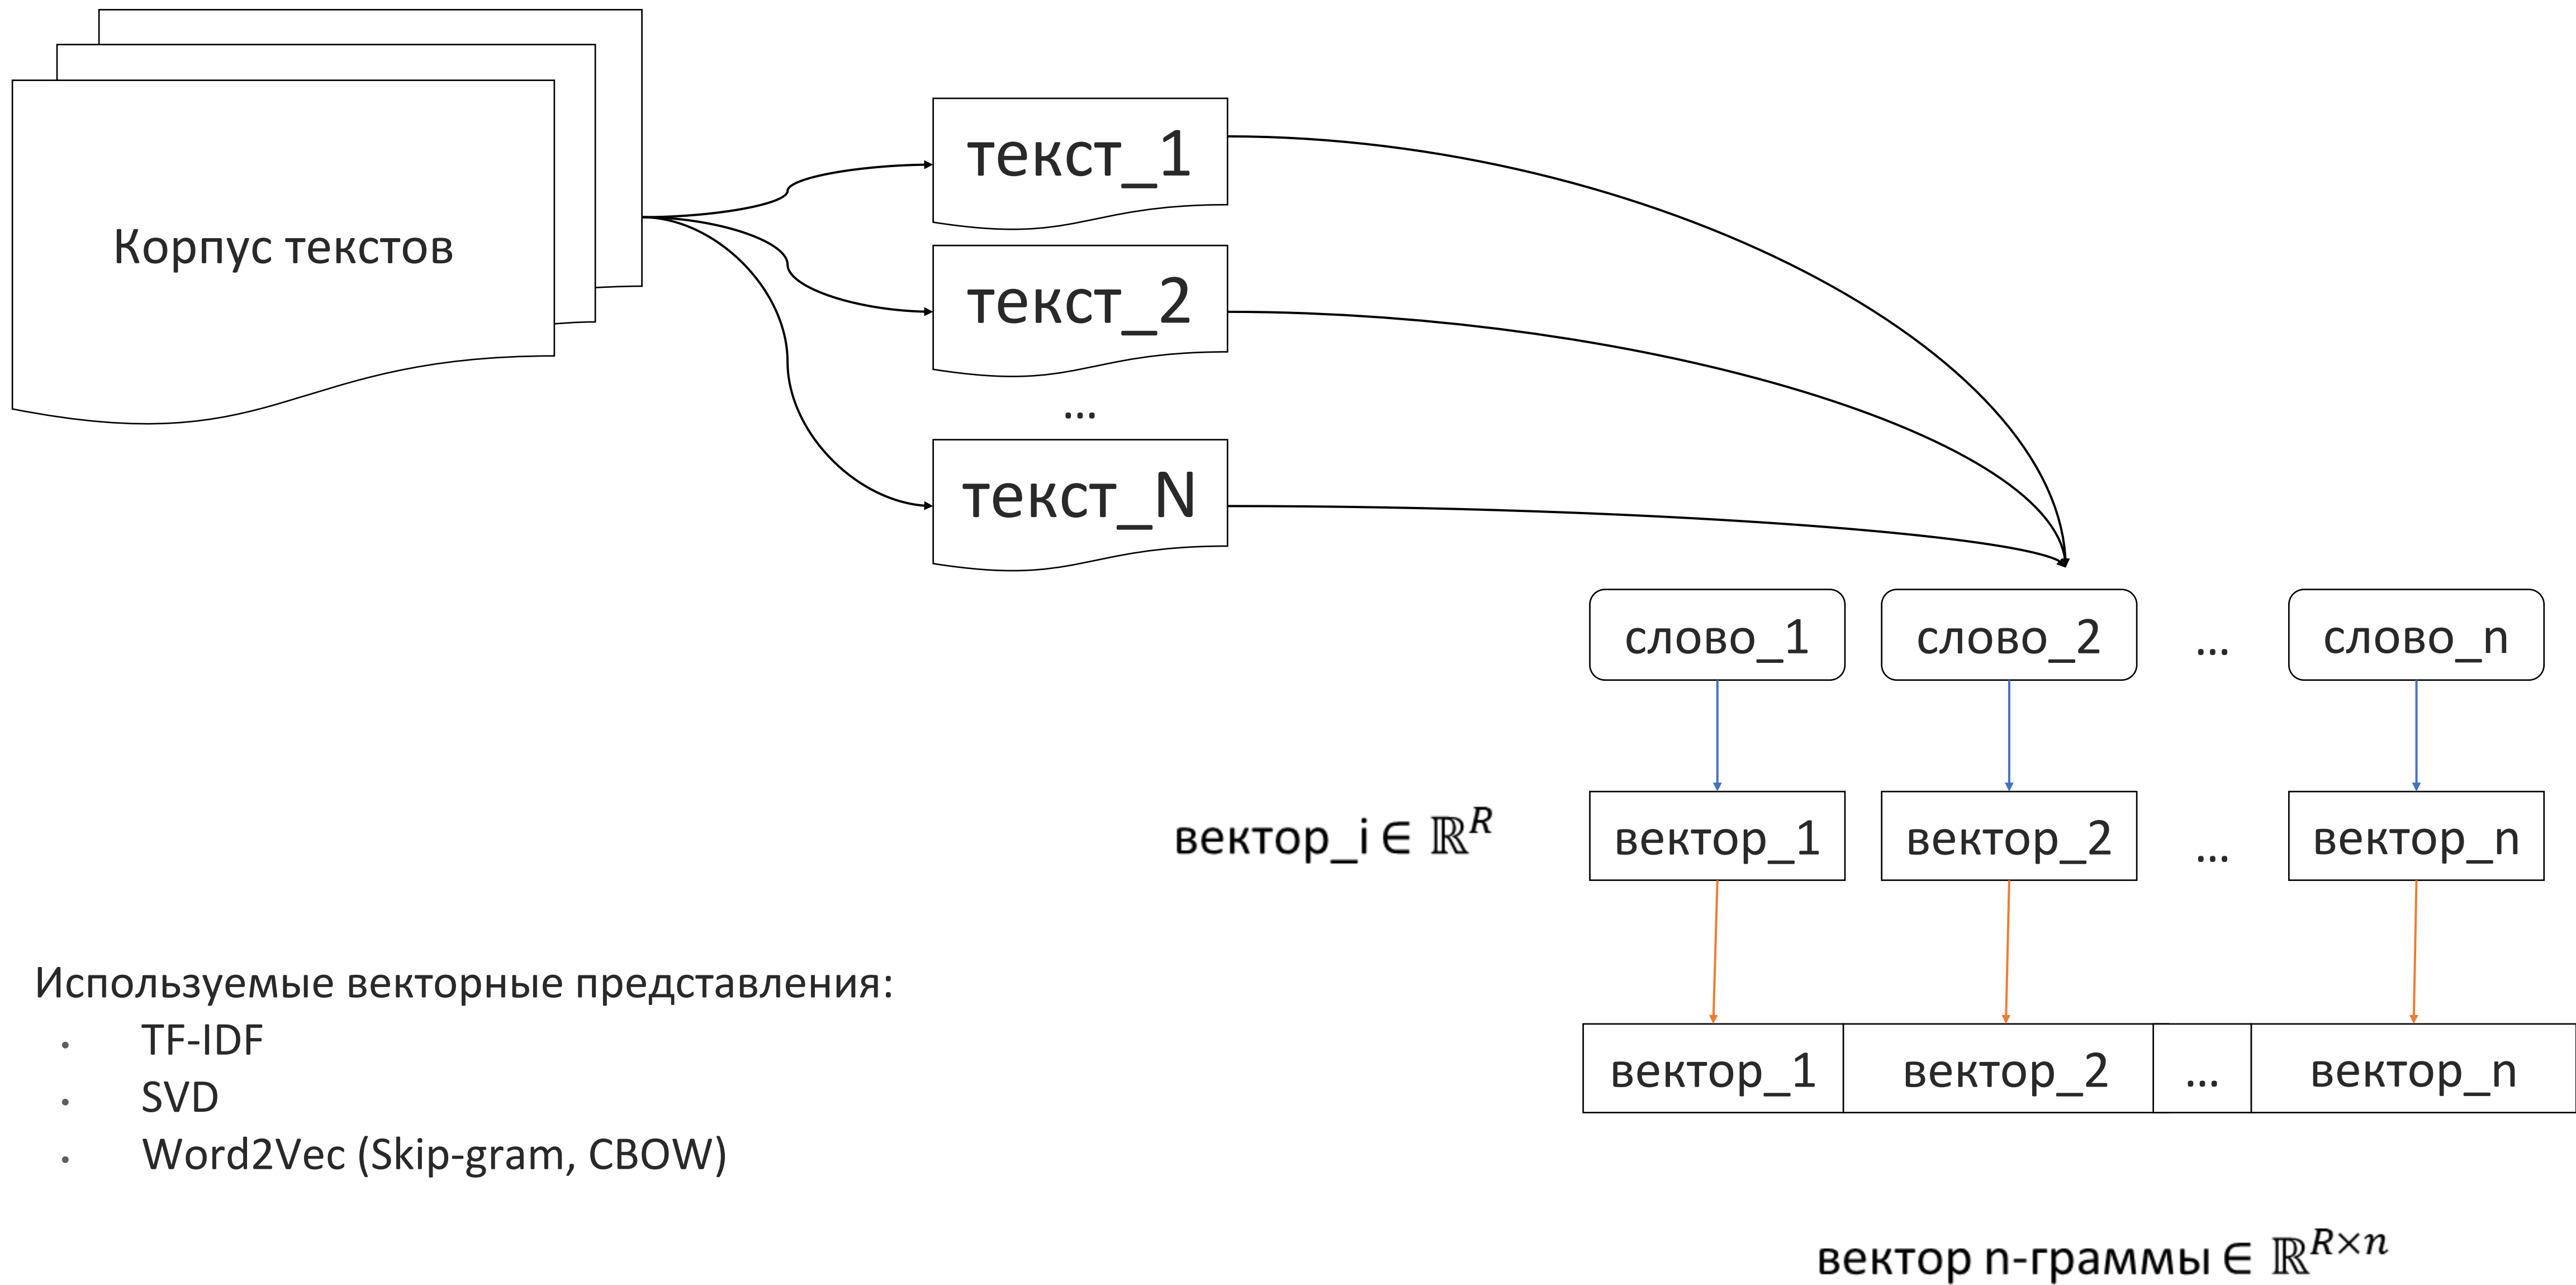 Корпус текстов
текст_1
текст_2
...
текст_N
слово_1 слово_2 ... слово_n
вектор_i ∈ ℝ^R
вектор_1 вектор_2 ... вектор_n
вектор_1 вектор_2 ... вектор_n
Используемые векторные представления:
• TF-IDF
• SVD
• Word2Vec (Skip-gram, CBOW)
вектор n-граммы ∈ ℝ^{R×n}